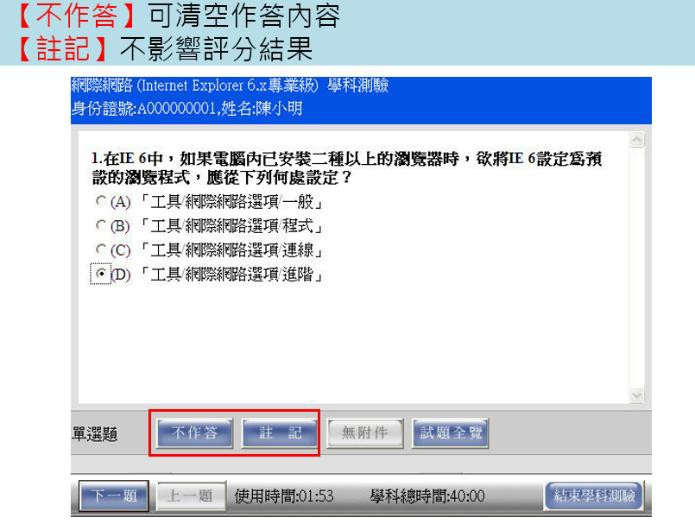 【不作答】可清空作答內容
【註記】不影響評分結果
網際網路 (Internet Explorer 6.x專業級) 學科測驗
身份證號:A000000001,姓名:陳小明
1.在IE 6中，如果電腦內已安裝二種以上的瀏覽器時，欲將IE 6設定為預
設的瀏覽程式，應從下列何處設定？
(A)「工具/網際網路選項/一般」
(B)「工具/網際網路選項/程式」
(C)「工具/網際網路選項/連線」
(D)「工具/網際網路選項/進階」
單選題 不作答 註 記 無附件 試題全覽
下一題 上一題 使用時間:01:53 學科總時間:40:00 結束學科測驗